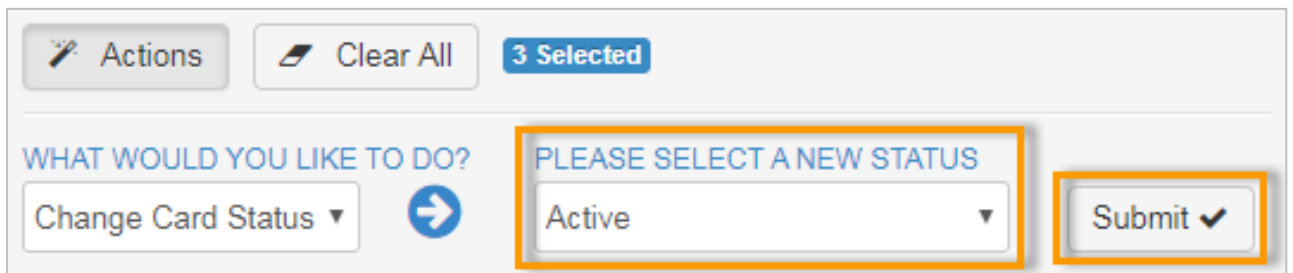 Actions Clear All 3 Selected
WHAT WOULD YOU LIKE TO DO? PLEASE SELECT A NEW STATUS
Change Card Status Active Submit